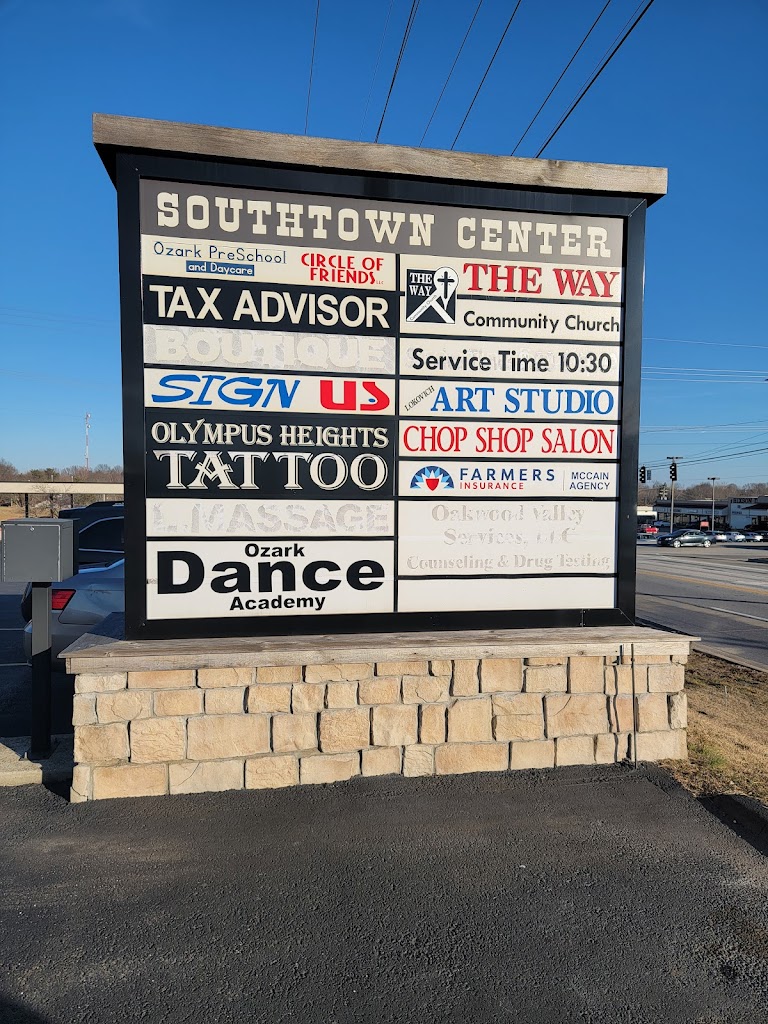 SOUTHTOWN CENTER
Ozark PreSchool
and Daycare
CIRCLE OF
FRIENDS LLC
TAX ADVISOR
BOUTIQUE
SIGN US
OLYMPUS HEIGHTS
TATTOO
L MASSAGE
Ozark
Dance
Academy
THE
WAY
THE WAY
Community Church
Service Time 10:30
LOKOVICH ART STUDIO
CHOP SHOP SALON
FARMERS
INSURANCE
MCCAIN
AGENCY
Oakwood Valley
Services, LLC
Counseling & Drug Testing